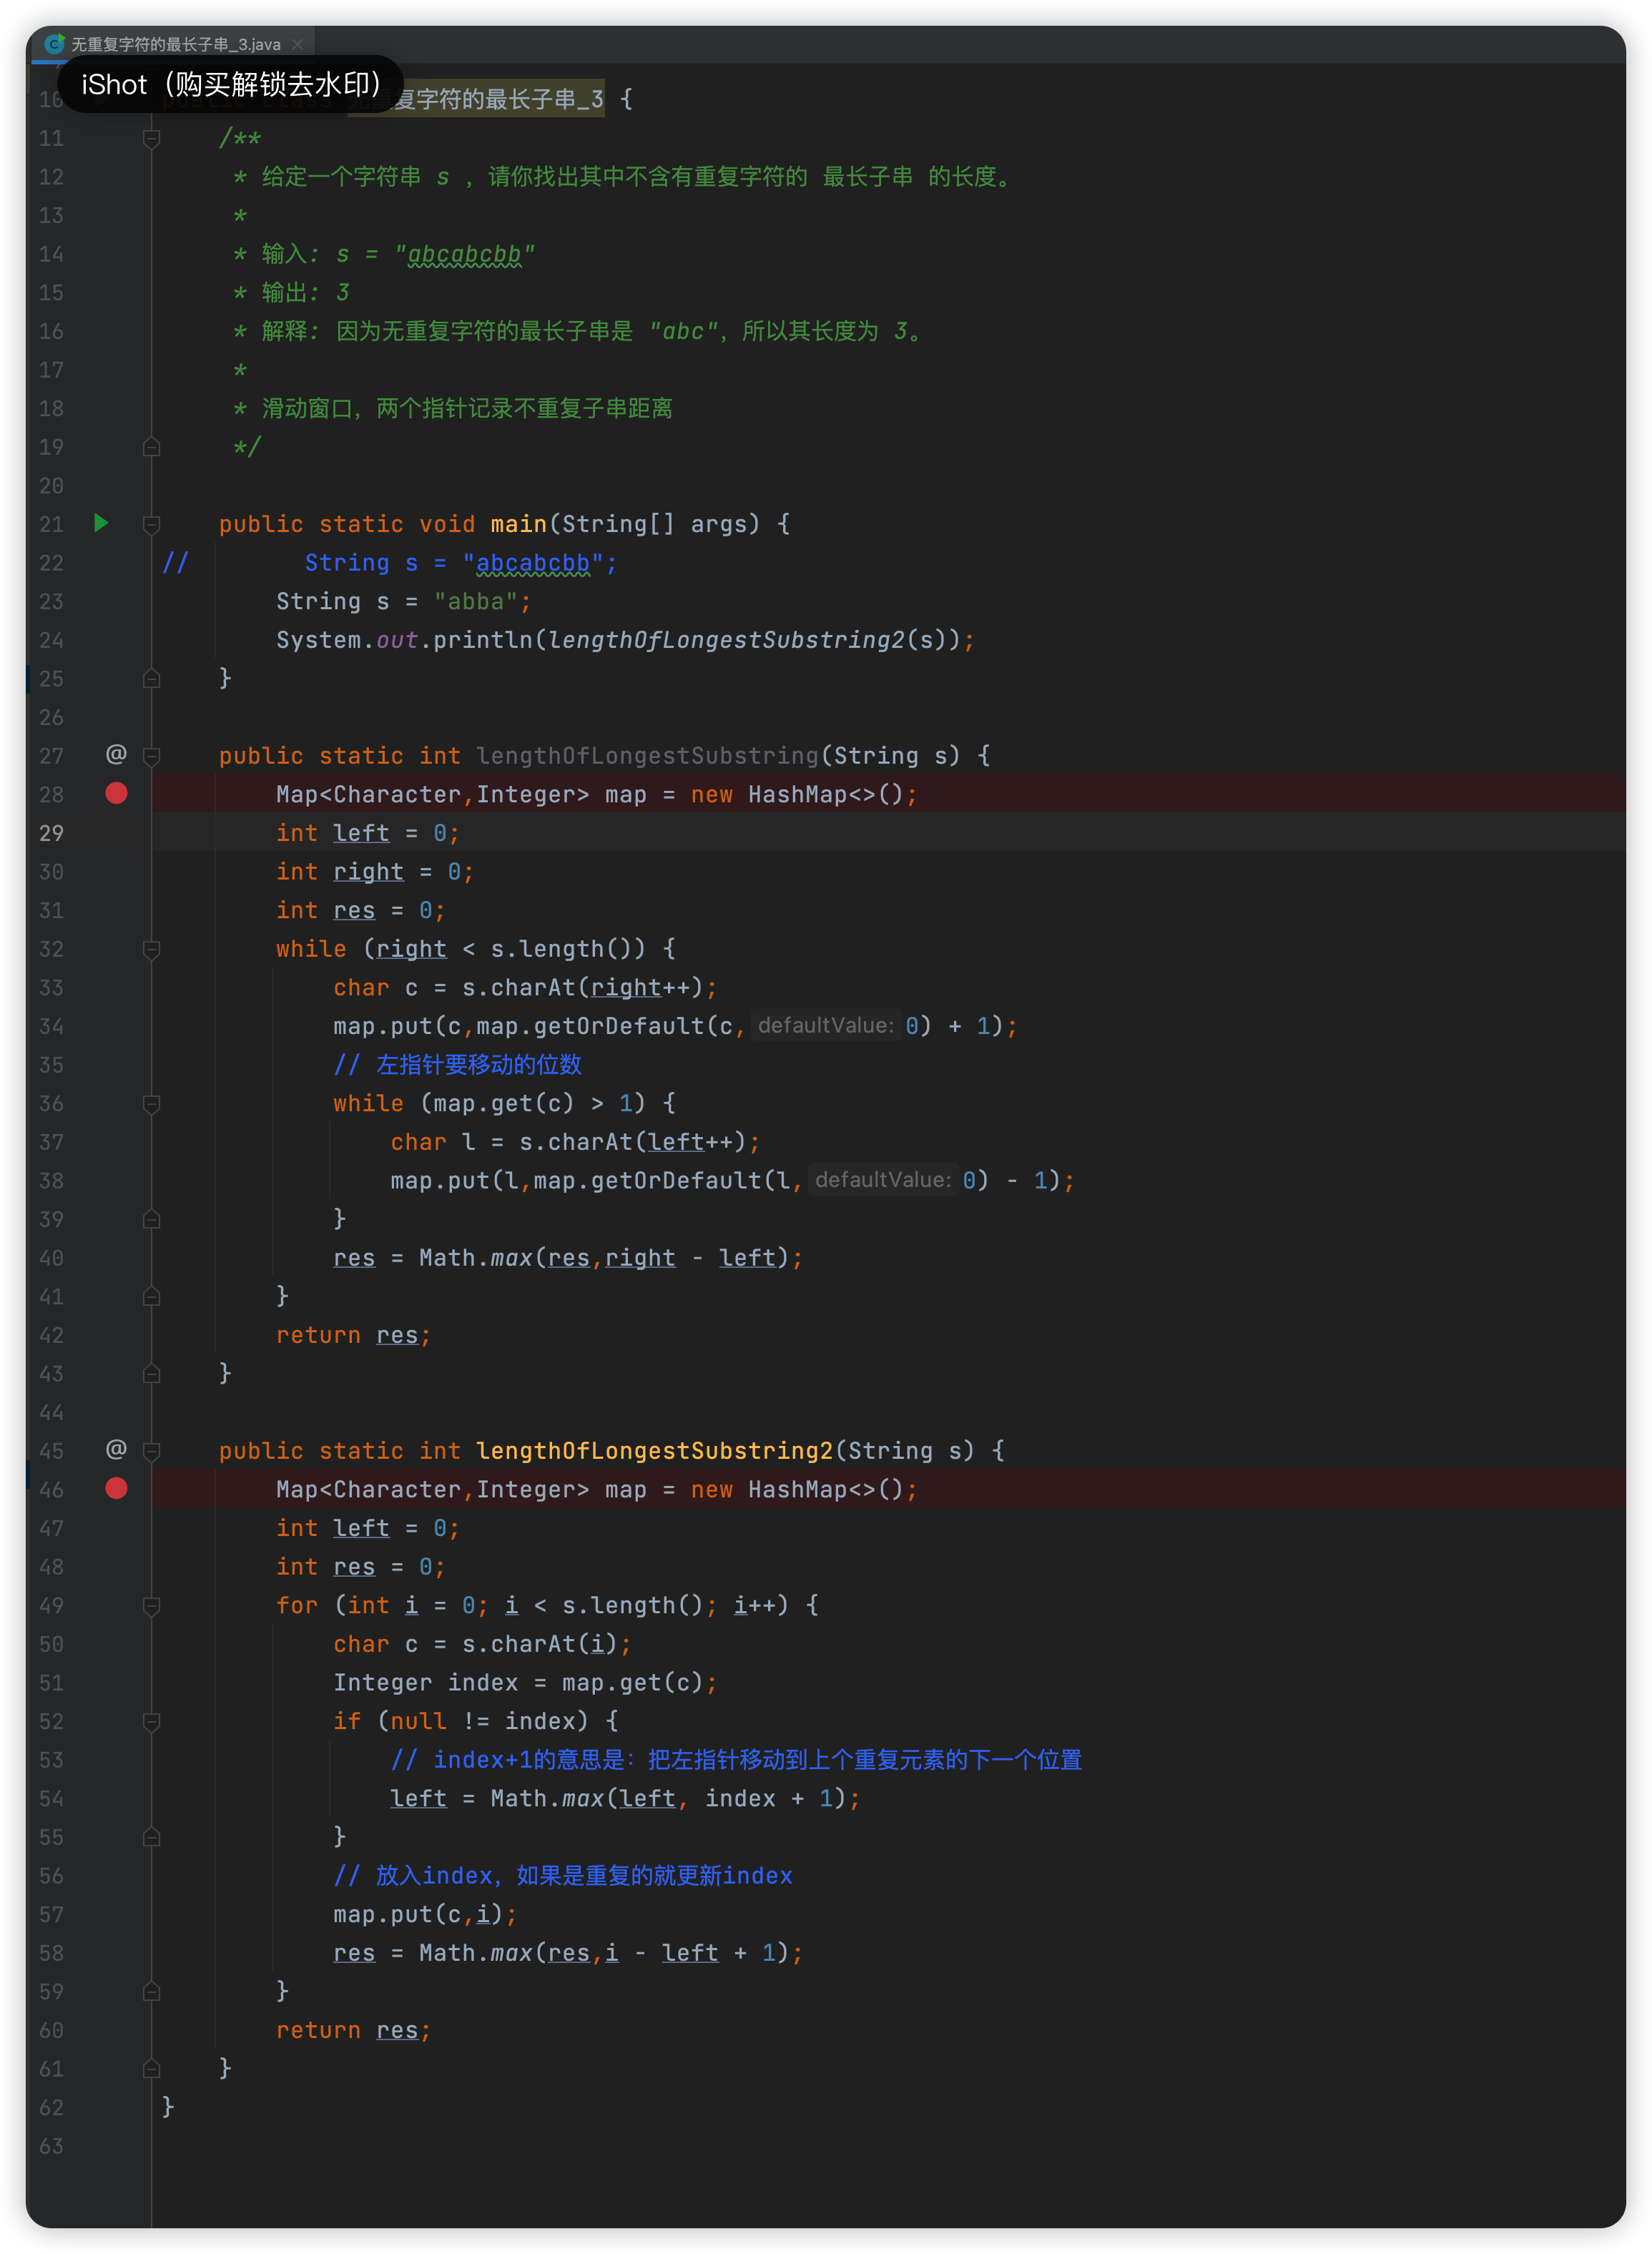 无重复字符的最长子串_3.java
iShot（购买解锁去水印）
10 public class 无重复字符的最长子串_3 {
11 /**
12 * 给定一个字符串 s ，请你找出其中不含有重复字符的 最长子串 的长度。
13 *
14 * 输入: s = "abcabcbb"
15 * 输出: 3
16 * 解释: 因为无重复字符的最长子串是 "abc"，所以其长度为 3。
17 *
18 * 滑动窗口，两个指针记录不重复子串距离
19 */
20
21 public static void main(String[] args) {
22 // String s = "abcabcbb";
23 String s = "abba";
24 System.out.println(lengthOfLongestSubstring2(s));
25 }
26
27 @ public static int lengthOfLongestSubstring(String s) {
28 Map<Character,Integer> map = new HashMap<>();
29 int left = 0;
30 int right = 0;
31 int res = 0;
32 while (right < s.length()) {
33 char c = s.charAt(right++);
34 map.put(c,map.getOrDefault(c, defaultValue: 0) + 1);
35 // 左指针要移动的位数
36 while (map.get(c) > 1) {
37 char l = s.charAt(left++);
38 map.put(l,map.getOrDefault(l, defaultValue: 0) - 1);
39 }
40 res = Math.max(res,right - left);
41 }
42 return res;
43 }
44
45 @ public static int lengthOfLongestSubstring2(String s) {
46 Map<Character,Integer> map = new HashMap<>();
47 int left = 0;
48 int res = 0;
49 for (int i = 0; i < s.length(); i++) {
50 char c = s.charAt(i);
51 Integer index = map.get(c);
52 if (null != index) {
53 // index+1的意思是：把左指针移动到上个重复元素的下一个位置
54 left = Math.max(left, index + 1);
55 }
56 // 放入index，如果是重复的就更新index
57 map.put(c,i);
58 res = Math.max(res,i - left + 1);
59 }
60 return res;
61 }
62 }
63